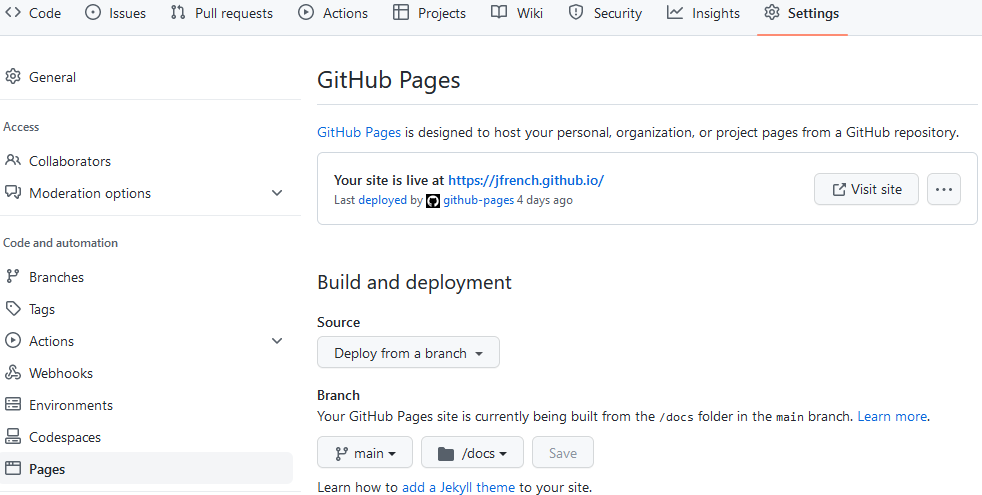 Code Issues Pull requests Actions Projects Wiki Security Insights Settings
General
Access
Collaborators
Moderation options
Code and automation
Branches
Tags
Actions
Webhooks
Environments
Codespaces
Pages
GitHub Pages
GitHub Pages is designed to host your personal, organization, or project pages from a GitHub repository.
Your site is live at https://jfrench.github.io/
Last deployed by github-pages 4 days ago
Visit site
Build and deployment
Source
Deploy from a branch
Branch
Your GitHub Pages site is currently being built from the /docs folder in the main branch. Learn more.
main /docs Save
Learn how to add a Jekyll theme to your site.